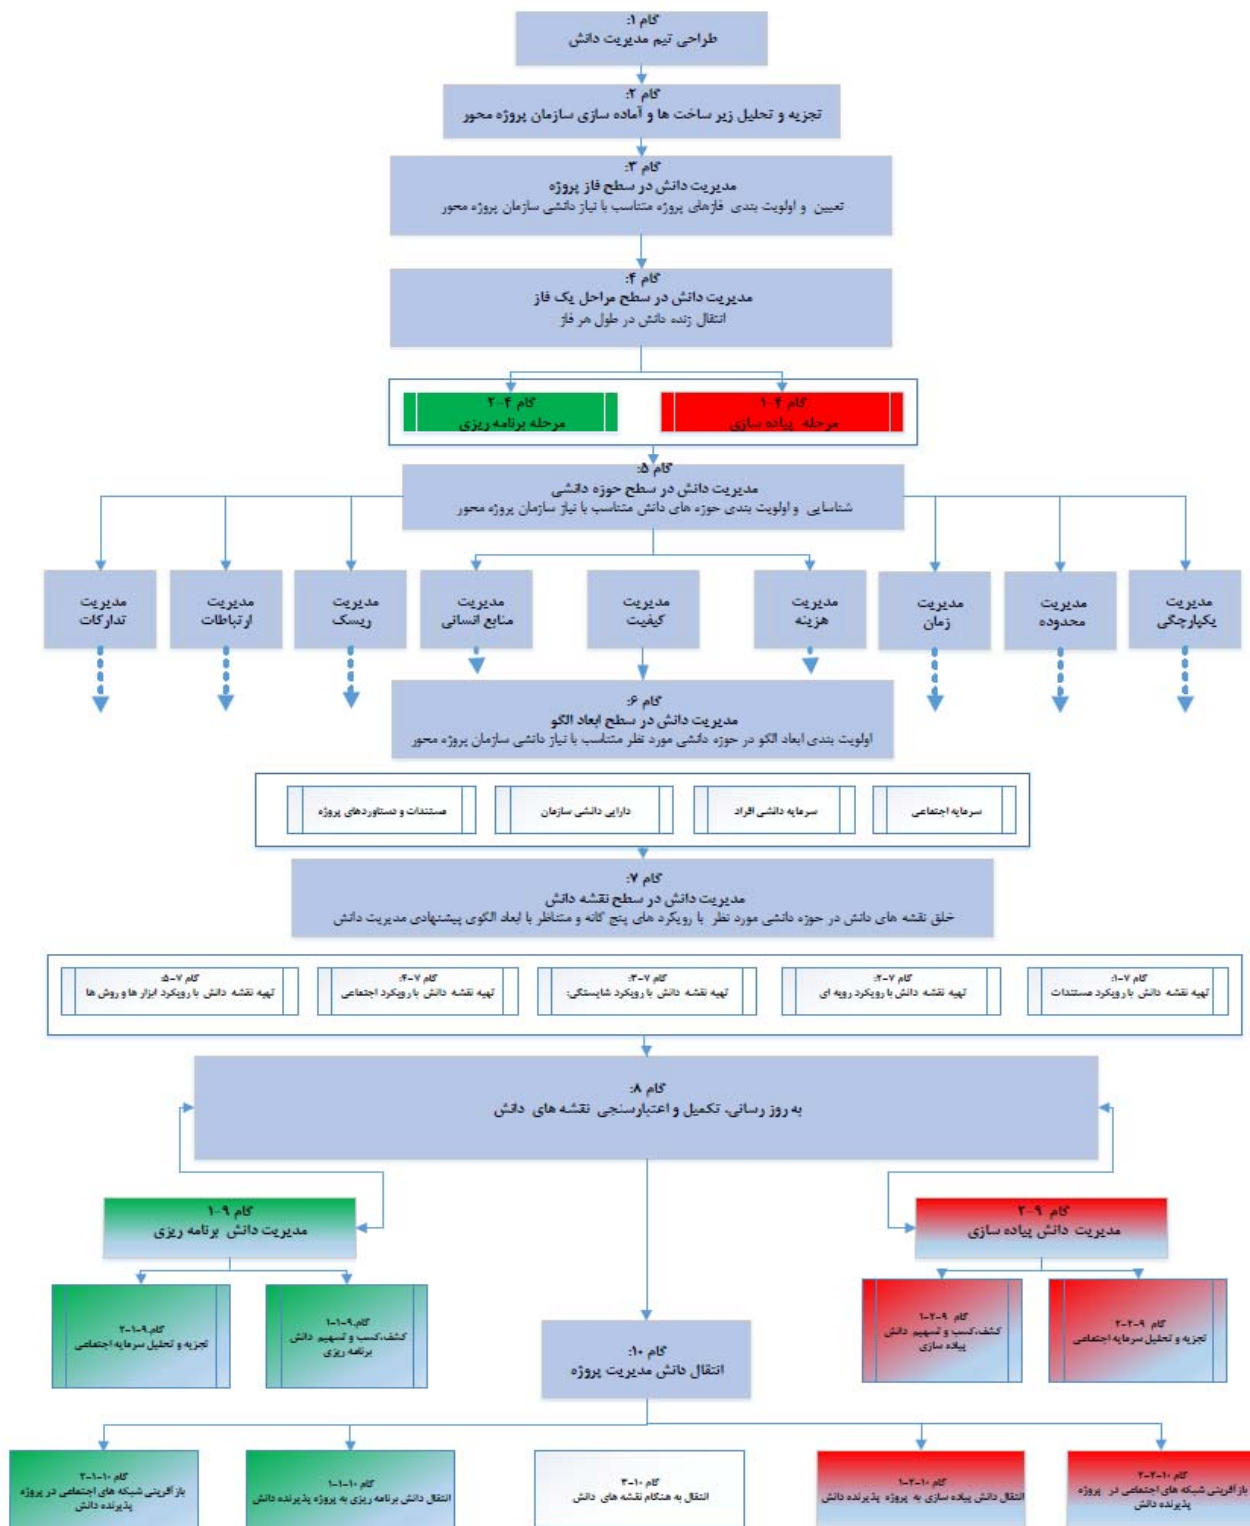 گام ۱:
طراحی تیم مدیریت دانش
گام ۲:
تجزیه و تحلیل زیر ساخت ها و آماده سازی سازمان پروژه محور
گام ۳:
مدیریت دانش در سطح فاز پروژه
تعیین و اولویت بندی فازهای پروژه متناسب با نیاز دانشی سازمان پروژه محور
گام ۴:
مدیریت دانش در سطح مراحل یک فاز
انتقال زنده دانش در طول هر فاز
گام ۴-۱
مرحله پیاده سازی
گام ۴-۲
مرحله برنامه ریزی
گام ۵:
مدیریت دانش در سطح حوزه دانشی
شناسایی و اولویت بندی حوزه های دانش متناسب با نیاز سازمان پروژه محور
مدیریت
یکپارچگی
مدیریت
محدوده
مدیریت
زمان
مدیریت
هزینه
مدیریت
کیفیت
مدیریت
منابع انسانی
مدیریت
ریسک
مدیریت
ارتباطات
مدیریت
تدارکات
گام ۶:
مدیریت دانش در سطح ابعاد الگو
اولویت بندی ابعاد الگو در حوزه دانشی مورد نظر متناسب با نیاز دانشی سازمان پروژه محور
سرمایه اجتماعی
سرمایه دانشی افراد
دارایی دانشی سازمان
مستندات و دستاوردهای پروژه
گام ۷:
مدیریت دانش در سطح نقشه دانش
خلق نقشه های دانش در حوزه دانشی مورد نظر با رویکرد های پنج گانه و متناظر با ابعاد الگوی پیشنهادی مدیریت دانش
گام ۷-۱:
تهیه نقشه دانش با رویکرد مستندات
گام ۷-۲:
تهیه نقشه دانش با رویکرد رویه ای
گام ۷-۳:
تهیه نقشه دانش با رویکرد شایستگی:
گام ۷-۴:
تهیه نقشه دانش با رویکرد اجتماعی
گام ۷-۵:
تهیه نقشه دانش با رویکرد ابزار ها و روش ها
گام ۸:
به روز رسانی، تکمیل و اعتبارسنجی نقشه های دانش
گام ۹-۲
مدیریت دانش پیاده سازی
گام ۹-۱
مدیریت دانش برنامه ریزی
گام ۹-۲-۲
تجزیه و تحلیل سرمایه اجتماعی
گام ۹-۲-۱
کشف،کسب و تسهیم دانش
پیاده سازی
گام ۹-۱-۱
کشف،کسب و تسهیم دانش
برنامه ریزی
گام ۹-۱-۲
تجزیه و تحلیل سرمایه اجتماعی
گام ۱۰:
انتقال دانش مدیریت پروژه
گام ۱۰-۲-۲
باز آفرینی شبکه های اجتماعی در پروژه
پذیرنده دانش
گام ۱۰-۲-۱
انتقال دانش پیاده سازی به پروژه پذیرنده دانش
گام ۱۰-۳
انتقال به هنگام نقشه های دانش
گام ۱۰-۱-۱
انتقال دانش برنامه ریزی به پروژه پذیرنده دانش
گام ۱۰-۱-۲
باز آفرینی شبکه های اجتماعی در پروژه
پذیرنده دانش